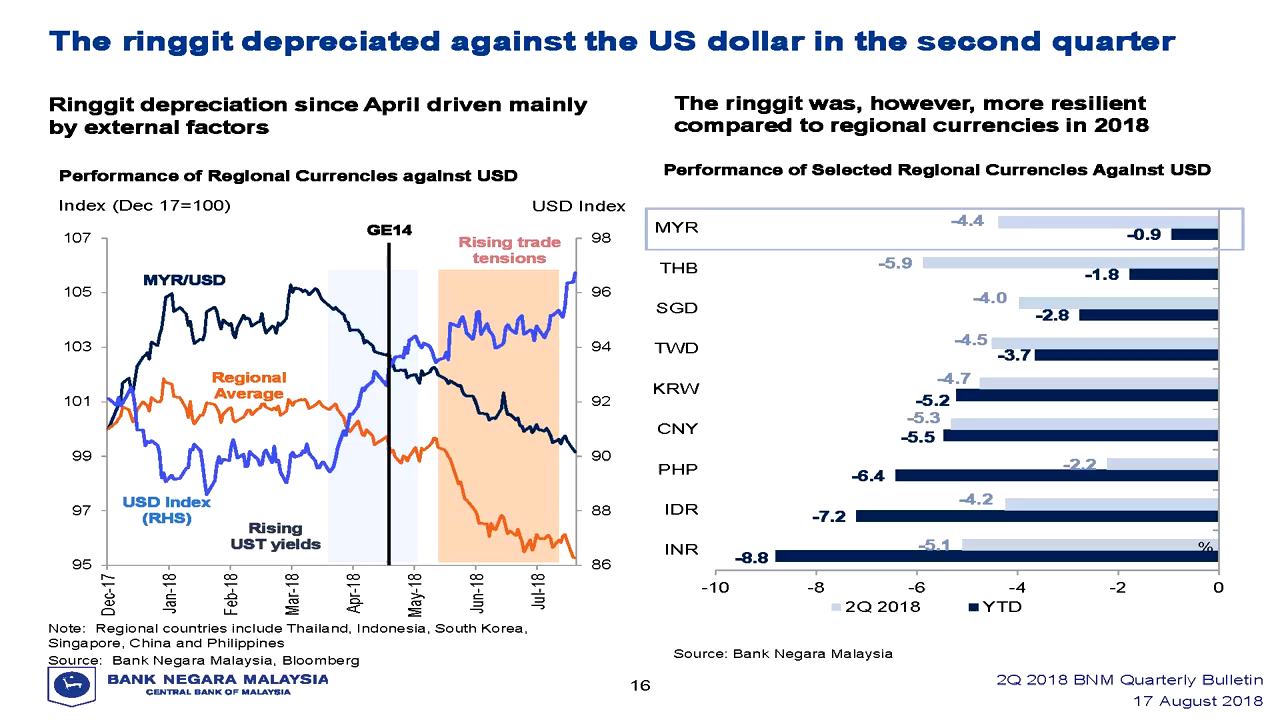 The ringgit depreciated against the US dollar in the second quarter
Ringgit depreciation since April driven mainly
by external factors
Performance of Regional Currencies against USD
Index (Dec 17=100)
USD Index
GE14
Rising trade
tensions
MYR/USD
Regional
Average
USD Index
(RHS)
Rising
UST yields
107
105
103
101
99
97
95
98
96
94
92
90
88
86
Dec-17
Jan-18
Feb-18
Mar-18
Apr-18
May-18
Jun-18
Jul-18
Note: Regional countries include Thailand, Indonesia, South Korea,
Singapore, China and Philippines
Source: Bank Negara Malaysia, Bloomberg
The ringgit was, however, more resilient
compared to regional currencies in 2018
Performance of Selected Regional Currencies Against USD
MYR -4.4 -0.9
THB -5.9 -1.8
SGD -4.0 -2.8
TWD -4.5 -3.7
KRW -4.7 -5.2
CNY -5.3 -5.5
PHP -2.2 -6.4
IDR -4.2 -7.2
INR -5.1 -8.8
%
-10 -8 -6 -4 -2 0
2Q 2018 YTD
Source: Bank Negara Malaysia
BANK NEGARA MALAYSIA
CENTRAL BANK OF MALAYSIA
16
2Q 2018 BNM Quarterly Bulletin
17 August 2018